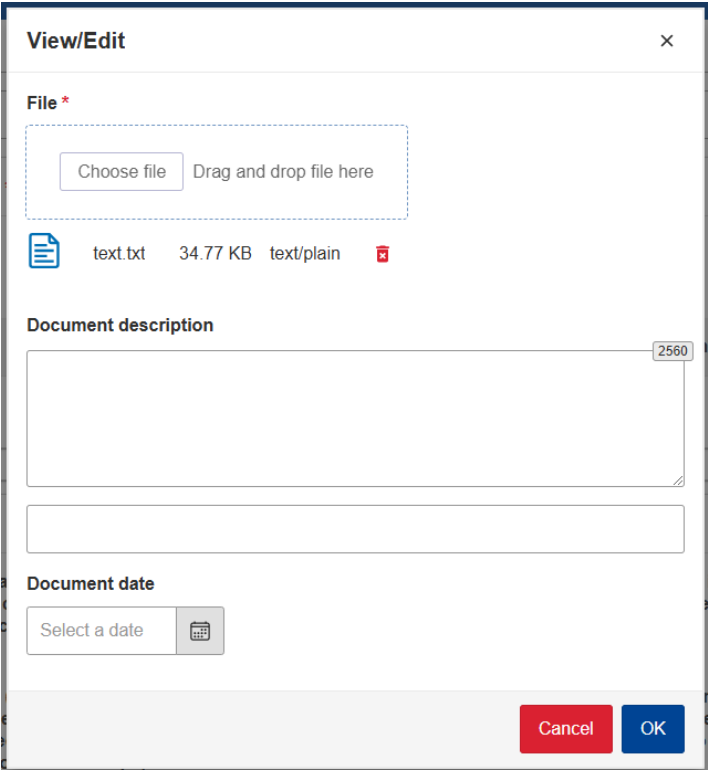 View/Edit ×
File *
Choose file Drag and drop file here
text.txt 34.77 KB text/plain
Document description
2560
Document date
Select a date
Cancel OK